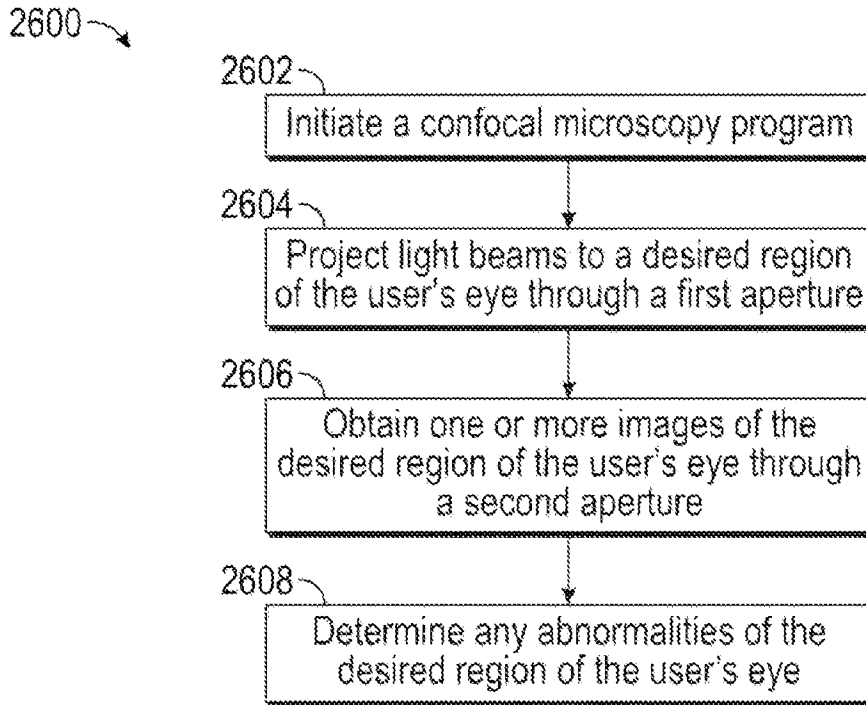 2600
2602
Initiate a confocal microscopy program
2604
Project light beams to a desired region
of the user's eye through a first aperture
2606
Obtain one or more images of the
desired region of the user's eye through
a second aperture
2608
Determine any abnormalities of the
desired region of the user's eye